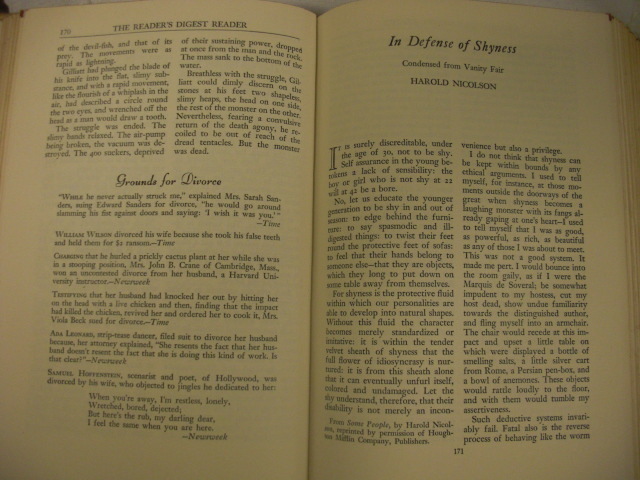 170
THE READER'S DIGEST READER
of the devil-fish, and that of its
prey. The movements were as
rapid as lightning.
Gilliatt had plunged the blade of
his knife into the flat, slimy sub-
stance, and with a rapid movement,
like the flourish of a whiplash in the
air, had described a circle round
the two eyes, and wrenched off the
head as a man would draw a tooth.
The struggle was ended. The
slimy hands relaxed. The air-pump
being broken, the vacuum was de-
stroyed. The 400 suckers, deprived
of their sustaining power, dropped
at once from the man and the rock.
The mass sank to the bottom of the
water.
Breathless with the struggle, Gil-
liatt could dimly discern on the
stones at his feet two shapeless,
slimy heaps, the head on one side,
the rest of the monster on the other.
Nevertheless, fearing a convulsive
return of the death agony, he re-
coiled to be out of reach of the
dread tentacles. But the monster
was dead.
Grounds for Divorce
"WHILE he never actually struck me," explained Mrs. Sarah San-
ders, suing Edward Sanders for divorce, "he would go around
slamming his fist against doors and saying: 'I wish it was you.'"
—Time
WILLIAM WILSON divorced his wife because she took his false teeth
and held them for $2 ransom.—Time
CHARGING that he hurled a prickly cactus plant at her while she was
in a stooping position, Mrs. John B. Crane of Cambridge, Mass.,
won an uncontested divorce from her husband, a Harvard Uni-
versity instructor.—Newsweek
TESTIFYING that her husband had knocked her out by hitting her
on the head with a live chicken and then, finding that the impact
had killed the chicken, revived her and ordered her to cook it, Mrs.
Viola Beck sued for divorce.—Time
ADA LEONARD, strip-tease dancer, filed suit to divorce her husband
because, her attorney explained, "She resents the fact that her hus-
band doesn't resent the fact that she is doing this kind of work. Is
that clear?"—Newsweek
SAMUEL HOFFENSTEIN, scenarist and poet, of Hollywood, was
divorced by his wife, who objected to jingles he dedicated to her:
When you're away, I'm restless, lonely,
Wretched, bored, dejected;
But here's the rub, my darling dear,
I feel the same when you are here.
—Newsweek
In Defense of Shyness
Condensed from Vanity Fair
HAROLD NICOLSON
IT is surely discreditable, under
the age of 30, not to be shy.
Self assurance in the young be-
tokens a lack of sensibility: the
boy or girl who is not shy at 22
will at 42 be a bore.
No, let us educate the younger
generation to be shy in and out of
season: to edge behind the furni-
ture: to say spasmodic and ill-
digested things: to twist their feet
round the protective feet of sofas:
to feel that their hands belong to
someone else—that they are objects,
which they long to put down on
some table away from themselves.
For shyness is the protective fluid
within which our personalities are
able to develop into natural shapes.
Without this fluid the character
becomes merely standardized or
imitative: it is within the tender
velvet sheath of shyness that the
full flower of idiosyncrasy is nur-
tured: it is from this sheath alone
that it can eventually unfurl itself,
colored and undamaged. Let the
shy understand, therefore, that their
disability is not merely an incon-
From Some People, by Harold Nicol-
son, reprinted by permission of Hough-
ton Mifflin Company, Publishers.
venience but also a privilege.
I do not think that shyness can
be kept within bounds by any
ethical arguments. I used to tell
myself, for instance, at those mo-
ments outside the doorways of the
great when shyness becomes a
laughing monster with its fangs al-
ready gaping at one's heart—I used
to tell myself that I was as good,
as powerful, as rich, as beautiful
as any of those I was about to meet.
This was not a good system. It
made me pert. I would bounce into
the room gaily, as if I were the
Marquis de Soveral; be somewhat
impudent to my hostess, cut my
host dead, show undue familiarity
towards the distinguished author,
and fling myself into an armchair.
The chair would recede at this im-
pact and upset a little table on
which were displayed a bottle of
smelling salts, a little silver cart
from Rome, a Persian pen-box, and
a bowl of anemones. These objects
would rattle loudly to the floor,
and with them would tumble my
assertiveness.
Such deductive systems invari-
ably fail. Fatal also is the reverse
process of behaving like the worm
171